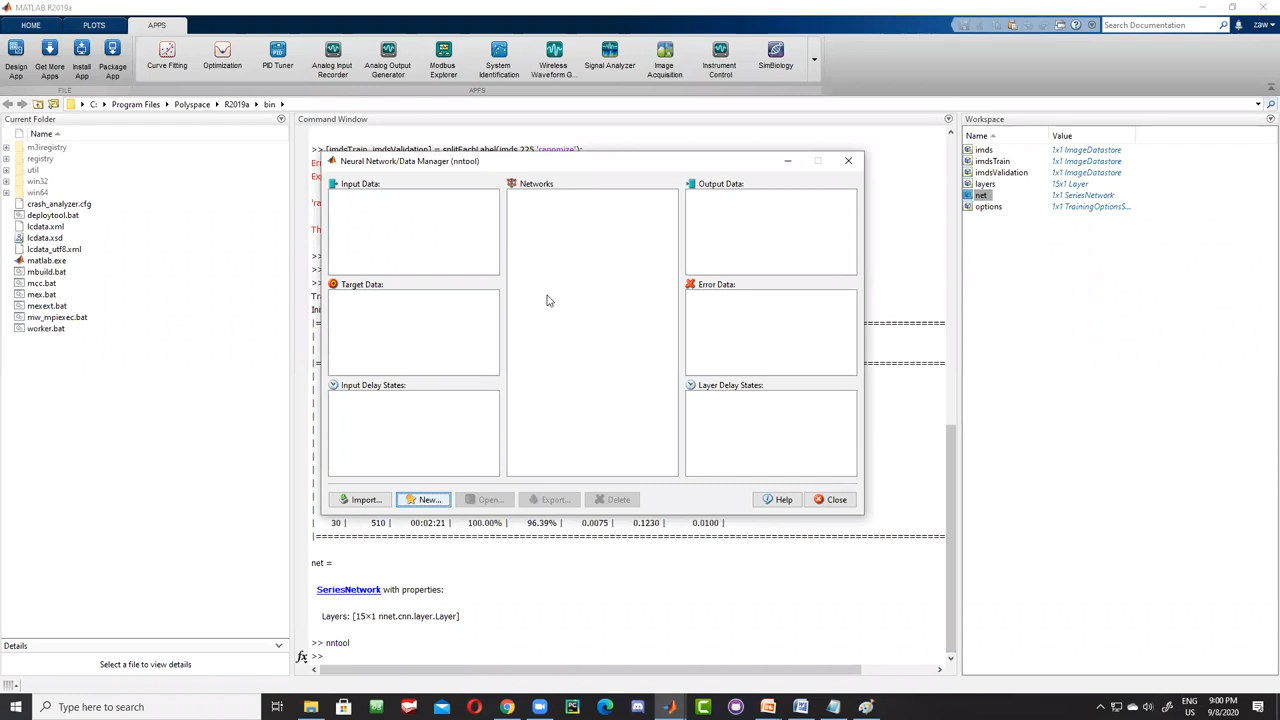 MATLAB R2019a
HOME
PLOTS
APPS
Search Documentation
zaw
Design App
Get More Apps
Install App
Package App
Curve Fitting
Optimization
PID Tuner
Analog Input Recorder
Analog Output Generator
Modbus Explorer
System Identification
Wireless Waveform G...
Signal Analyzer
Image Acquisition
Instrument Control
SimBiology
FILE
APPS
C: Program Files Polyspace R2019a bin
Current Folder
Command Window
Workspace
Name
m3iregistry
registry
util
win32
win64
crash_analyzer.cfg
deploytool.bat
lcdata.xml
lcdata.xsd
lcdata_utf8.xml
matlab.exe
mbuild.bat
mcc.bat
mex.bat
mexext.bat
mw_mpiexec.bat
worker.bat
Details
Select a file to view details
>> [imdsTrain, imdsValidation] = splitEachLabel(imds,225,'ranomize');
Neural Network/Data Manager (nntool)
Input Data:
Networks
Output Data:
Target Data:
Error Data:
Input Delay States:
Layer Delay States:
Import...
New...
Open...
Export...
Delete
Help
Close
| 30 | 510 | 00:02:21 | 100.00% | 96.39% | 0.0075 | 0.1230 | 0.0100 |
net =
SeriesNetwork with properties:
Layers: [15×1 nnet.cnn.layer.Layer]
>> nntool
fx >>
Name Value
imds 1x1 ImageDatastore
imdsTrain 1x1 ImageDatastore
imdsValidation 1x1 ImageDatastore
layers 15x1 Layer
net 1x1 SeriesNetwork
options 1x1 TrainingOptionsS...
Type here to search
ENG
US
9:00 PM
9/8/2020